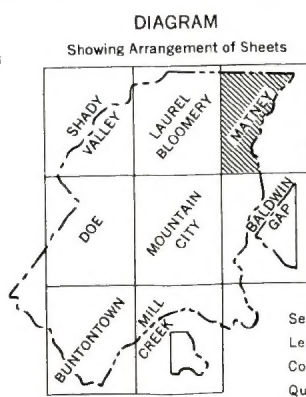 DIAGRAM
Showing Arrangement of Sheets
SHADY
VALLEY
LAUREL
BLOOMERY
MATNEY
DOE
MOUNTAIN
CITY
BALDWIN
GAP
BUNTONTOWN
MILL
CREEK
Se
Le
Co
Qu